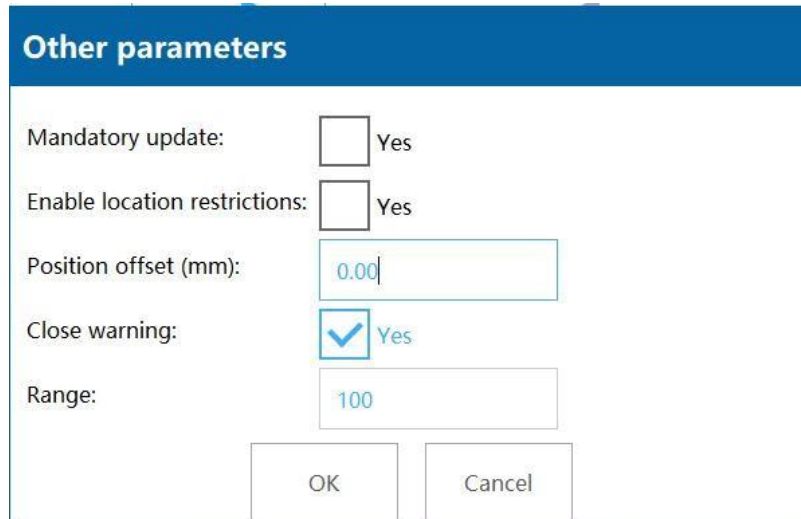 Other parameters
Mandatory update: Yes
Enable location restrictions: Yes
Position offset (mm): 0.00
Close warning: Yes
Range: 100
OK Cancel